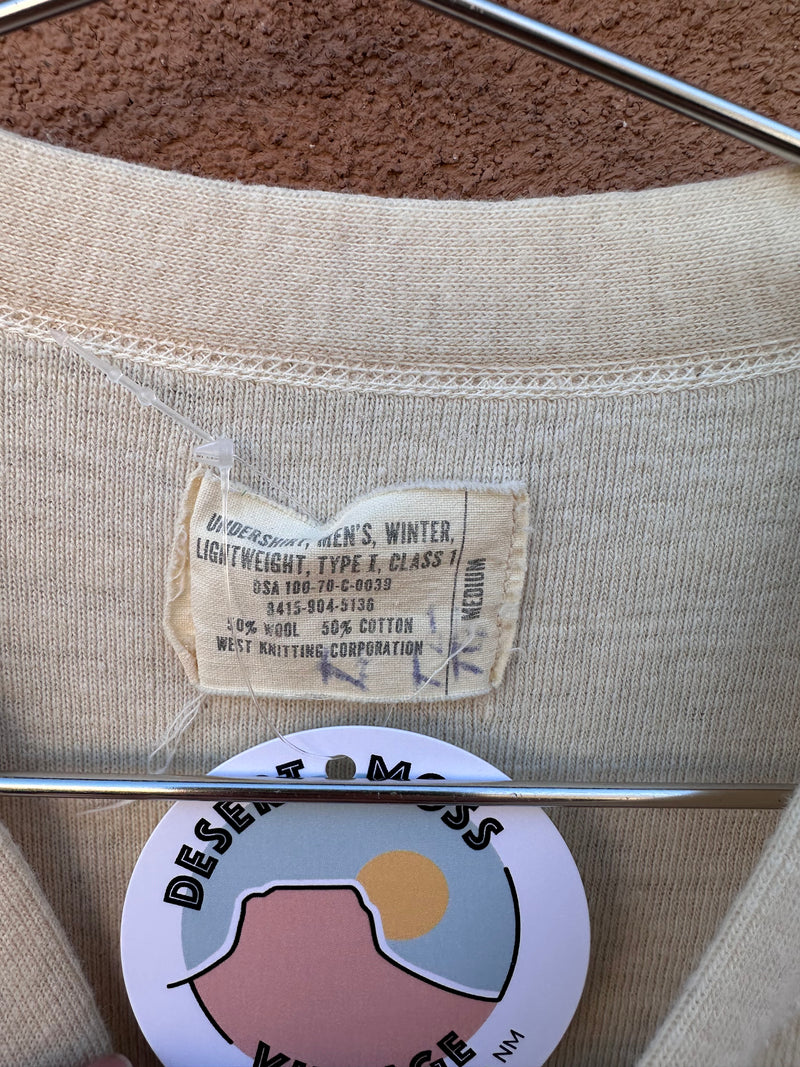 UNDERSHIRT, MEN'S, WINTER,
LIGHTWEIGHT, TYPE I, CLASS 1
DSA 100-70-C-0039
8415-904-5136
50% WOOL 50% COTTON
WEST KNITTING CORPORATION
MEDIUM
DESERT MOSS
NM